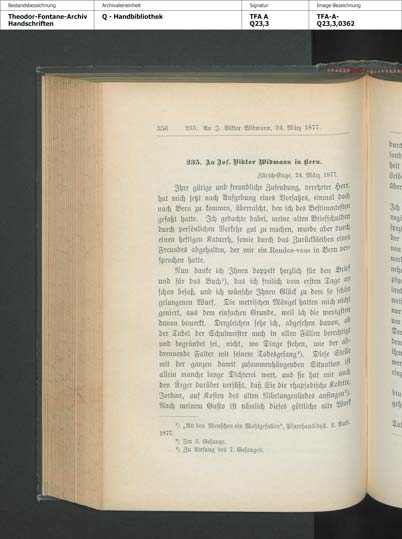 Bestandsbezeichnung
Archivalieneinheit
Signatur
Image-Bezeichnung
Theodor-Fontane-Archiv
Handschriften
Q - Handbibliothek
TFA A
Q23,3
TFA-A-
Q23,3,0362
356 235. An J. Viktor Widmann, 24. März 1877.
235. An Jos. Viktor Widmann in Bern.
Zürich-Enge, 24. März 1877.
Ihre gütige und freundliche Zusendung, verehrter Herr,
hat mich jetzt nach Aufgebung eines Vorsatzes, einmal doch
nach Bern zu kommen, überreicht, den ich des Bestimmtesten
gefaßt hatte. Ich gedachte dabei, meine alten Briefschulden
durch persönlichen Verkehr gut zu machen, wurde aber durch
einen heftigen Katarrh, sowie durch das Zurückbleiben eines
Freundes abgehalten, der mir ein Rendez-vous in Bern ver-
sprochen hatte.
Nun danke ich Ihnen doppelt herzlich für den Brief
und für das Buch¹), das ich freilich vom ersten Tage an
schon besaß, und ich wünsche Ihnen Glück zu dem so schön
gelungenen Wurf. Die metrischen Mängel hatten mich nicht
geniert, aus dem einfachen Grunde, weil ich die wenigsten
davon bemerkt. Dergleichen sehe ich, abgesehen davon, ob
der Tadel der Schulmeister auch in allen Fällen berechtigt
und begründet sei, nicht, wo Dinge stehen, wie der ab-
brennende Falter mit seinem Todesgesang²). Diese Stelle
mit der ganzen damit zusammenhängenden Situation ist
allein manche lange Dichterei wert, und sie hat mir auch
den Ärger darüber versüßt, daß Sie die rhapsodische Kokette,
Jordan, auf Kosten des alten Nibelungenliedes ansingen³).
Nach meinem Gusto ist nämlich dieses göttliche alte Werk
¹) „An den Menschen ein Wohlgefallen“, Pfarrhausidyll. 2. Aufl.
1877.
²) Im 5. Gesange.
³) Zu Anfang des 7. Gesanges.